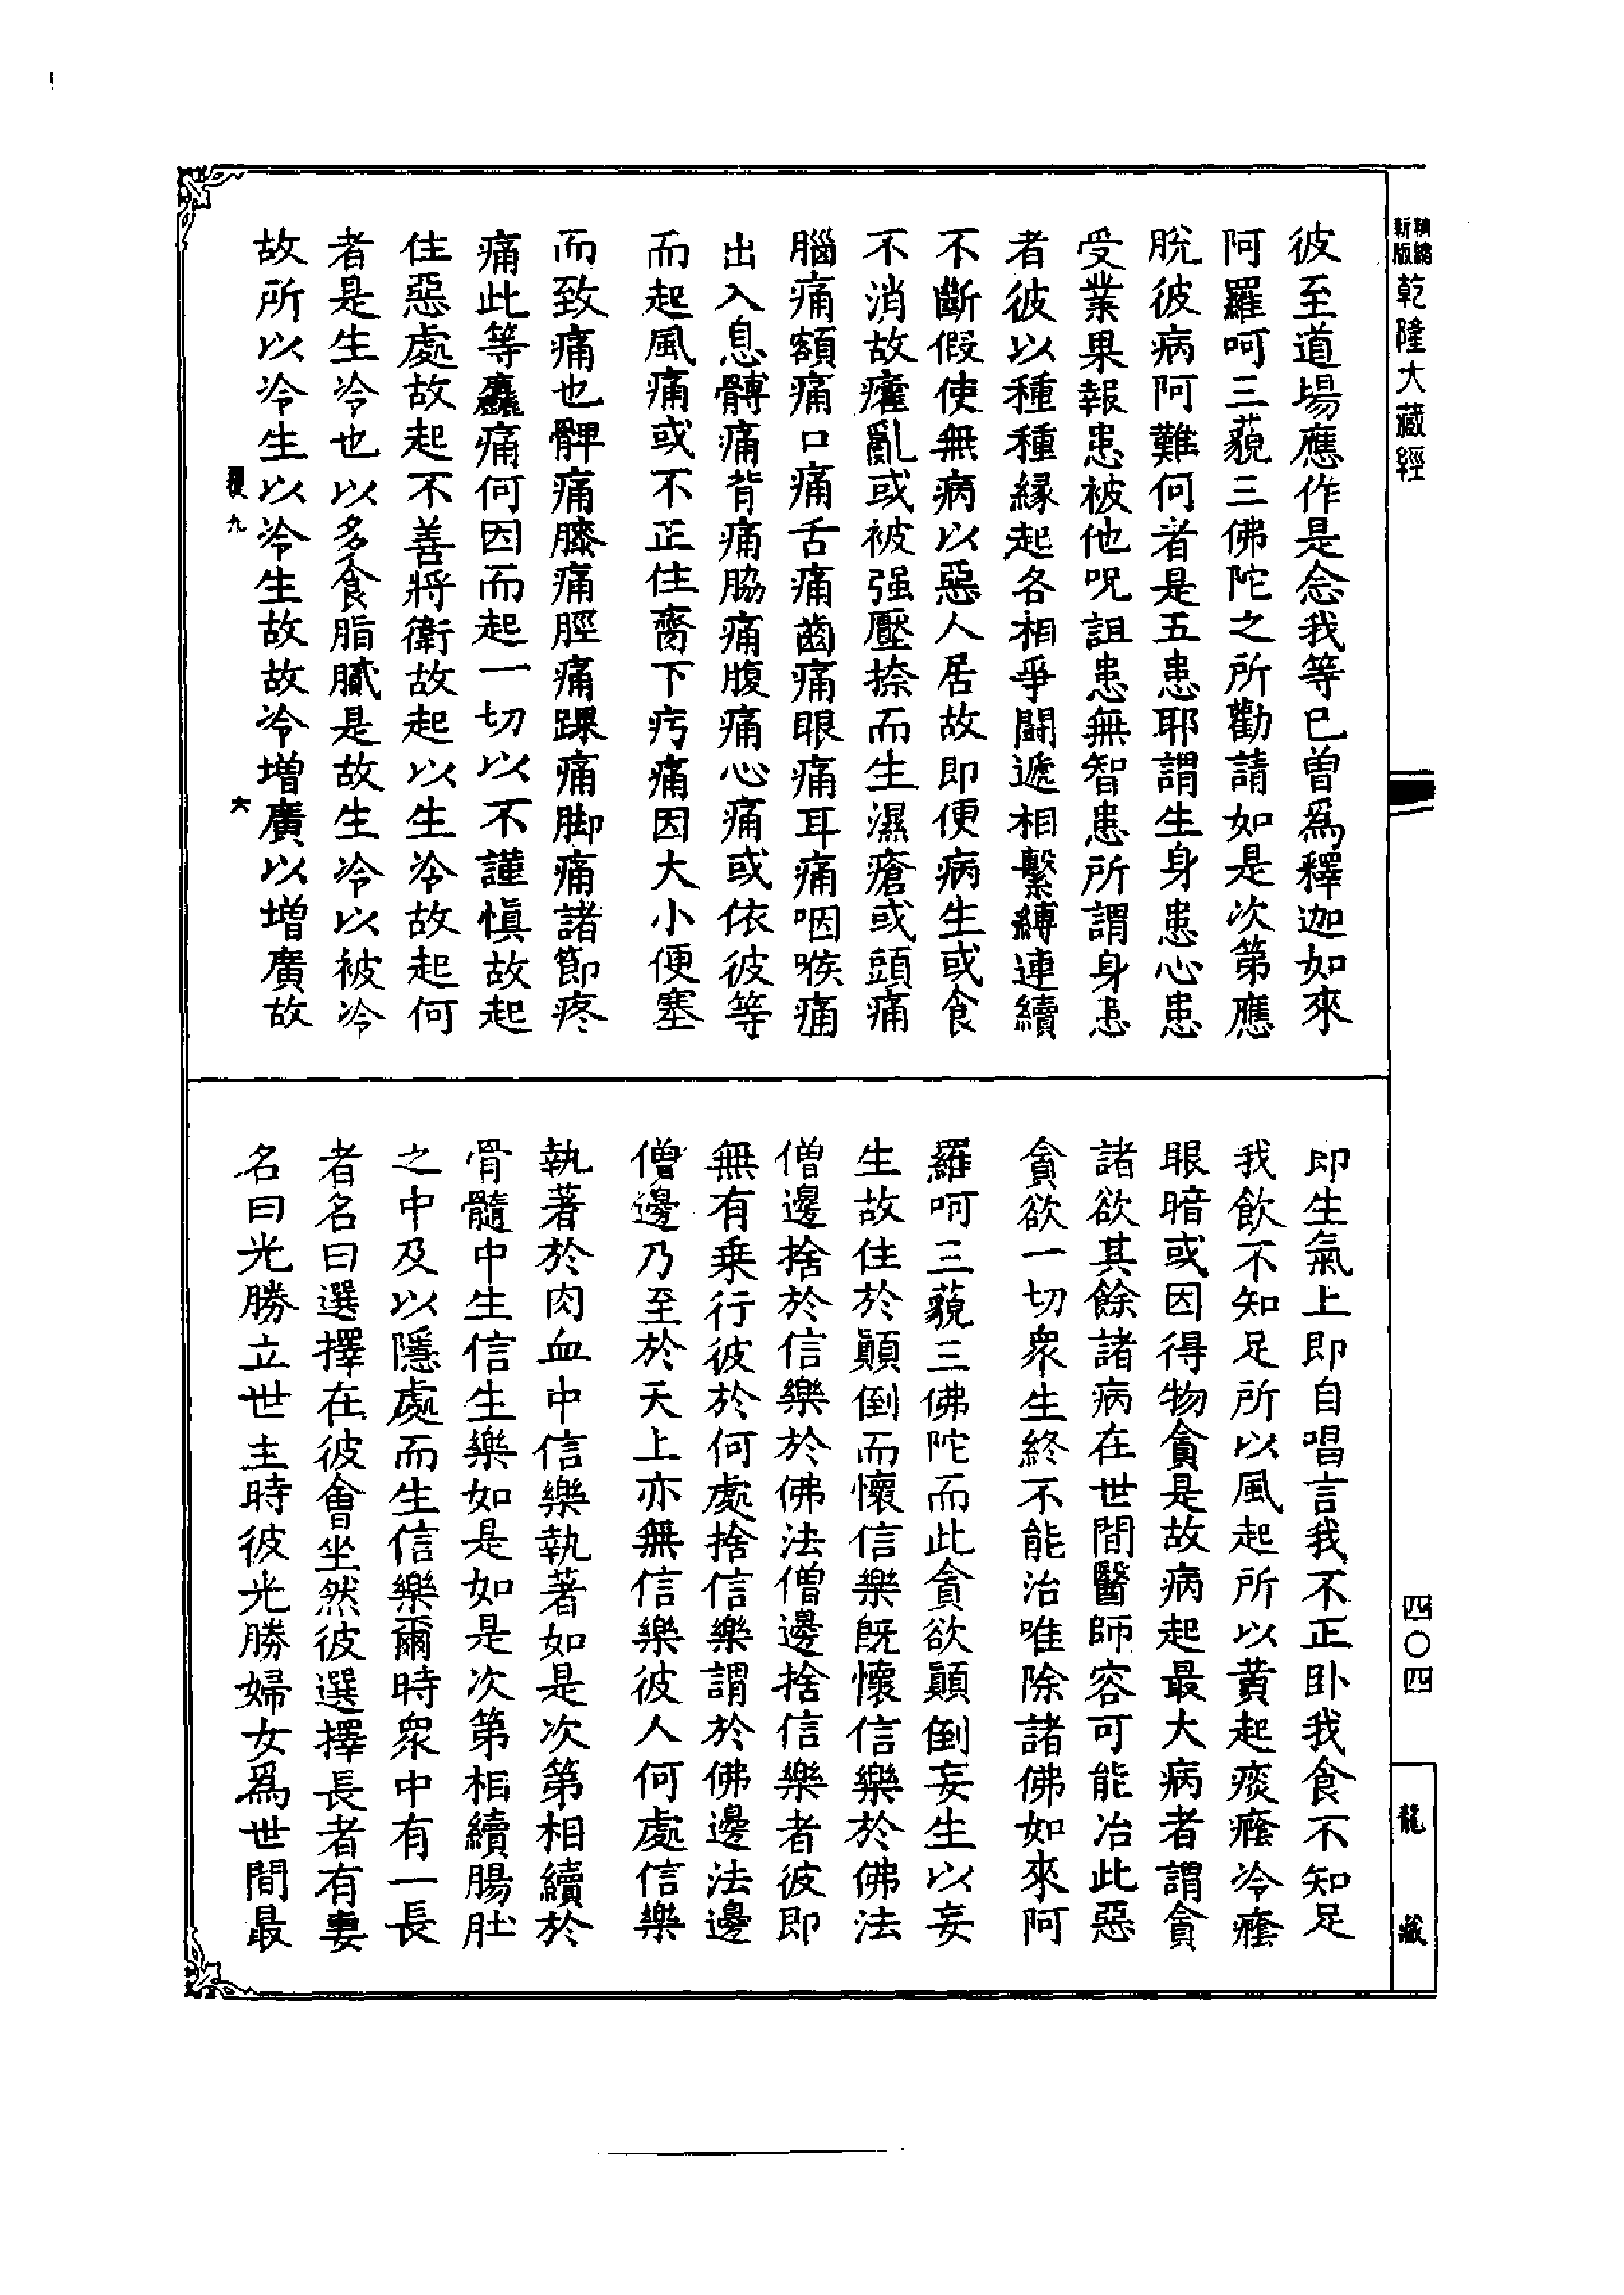 新版
精縮
乾隆大藏經
彼至道場應作是念我等已曾為釋迦如來
阿羅呵三藐三佛陀之所勸請如是次第應
脫彼病阿難何者是五患耶謂生身患心患
受業果報患被他呪詛患無智患所謂身患
者彼以種種緣起各相爭鬪遞相繫縛連續
不斷假使無病以惡人居故即便病生或食
不消故癨亂或被强壓捺而生濕瘡或頭痛
腦痛額痛口痛舌痛齒痛眼痛耳痛咽喉痛
出入息髆痛背痛脇痛腹痛心痛或依彼等
而起風痛或不正住臍下疞痛因大小便塞
而致痛也髀痛膝痛脛痛踝痛脚痛諸節疼
痛此等麤痛何因而起一切以不謹慎故起
住惡處故起不善將衛故起以生冷故起何
者是生冷也以多食脂膩是故生冷以被冷
故所以冷生以冷生故故冷增廣以增廣故
九
六
即生氣上即自唱言我不正卧我食不知足
我飲不知足所以風起所以黃起痰癊冷癊
眼暗或因得物貪是故病起最大病者謂貪
諸欲其餘諸病在世間醫師容可能治此惡
貪欲一切衆生終不能治唯除諸佛如來阿
羅呵三藐三佛陀而此貪欲顛倒妄生以妄
生故住於顛倒而懷信樂既懷信樂於佛法
僧邊捨於信樂於佛法僧邊捨信樂者彼即
無有乗行彼於何處捨信樂謂於佛邊法邊
僧邊乃至於天上亦無信樂彼人何處信樂
執著於肉血中信樂執著如是次第相續於
骨髓中生信生樂如是如是次第相續腸肚
之中及以隱處而生信樂爾時衆中有一長
者名曰選擇在彼會坐然彼選擇長者有妻
名曰光勝立世主時彼光勝婦女為世間最
四〇四
龍藏